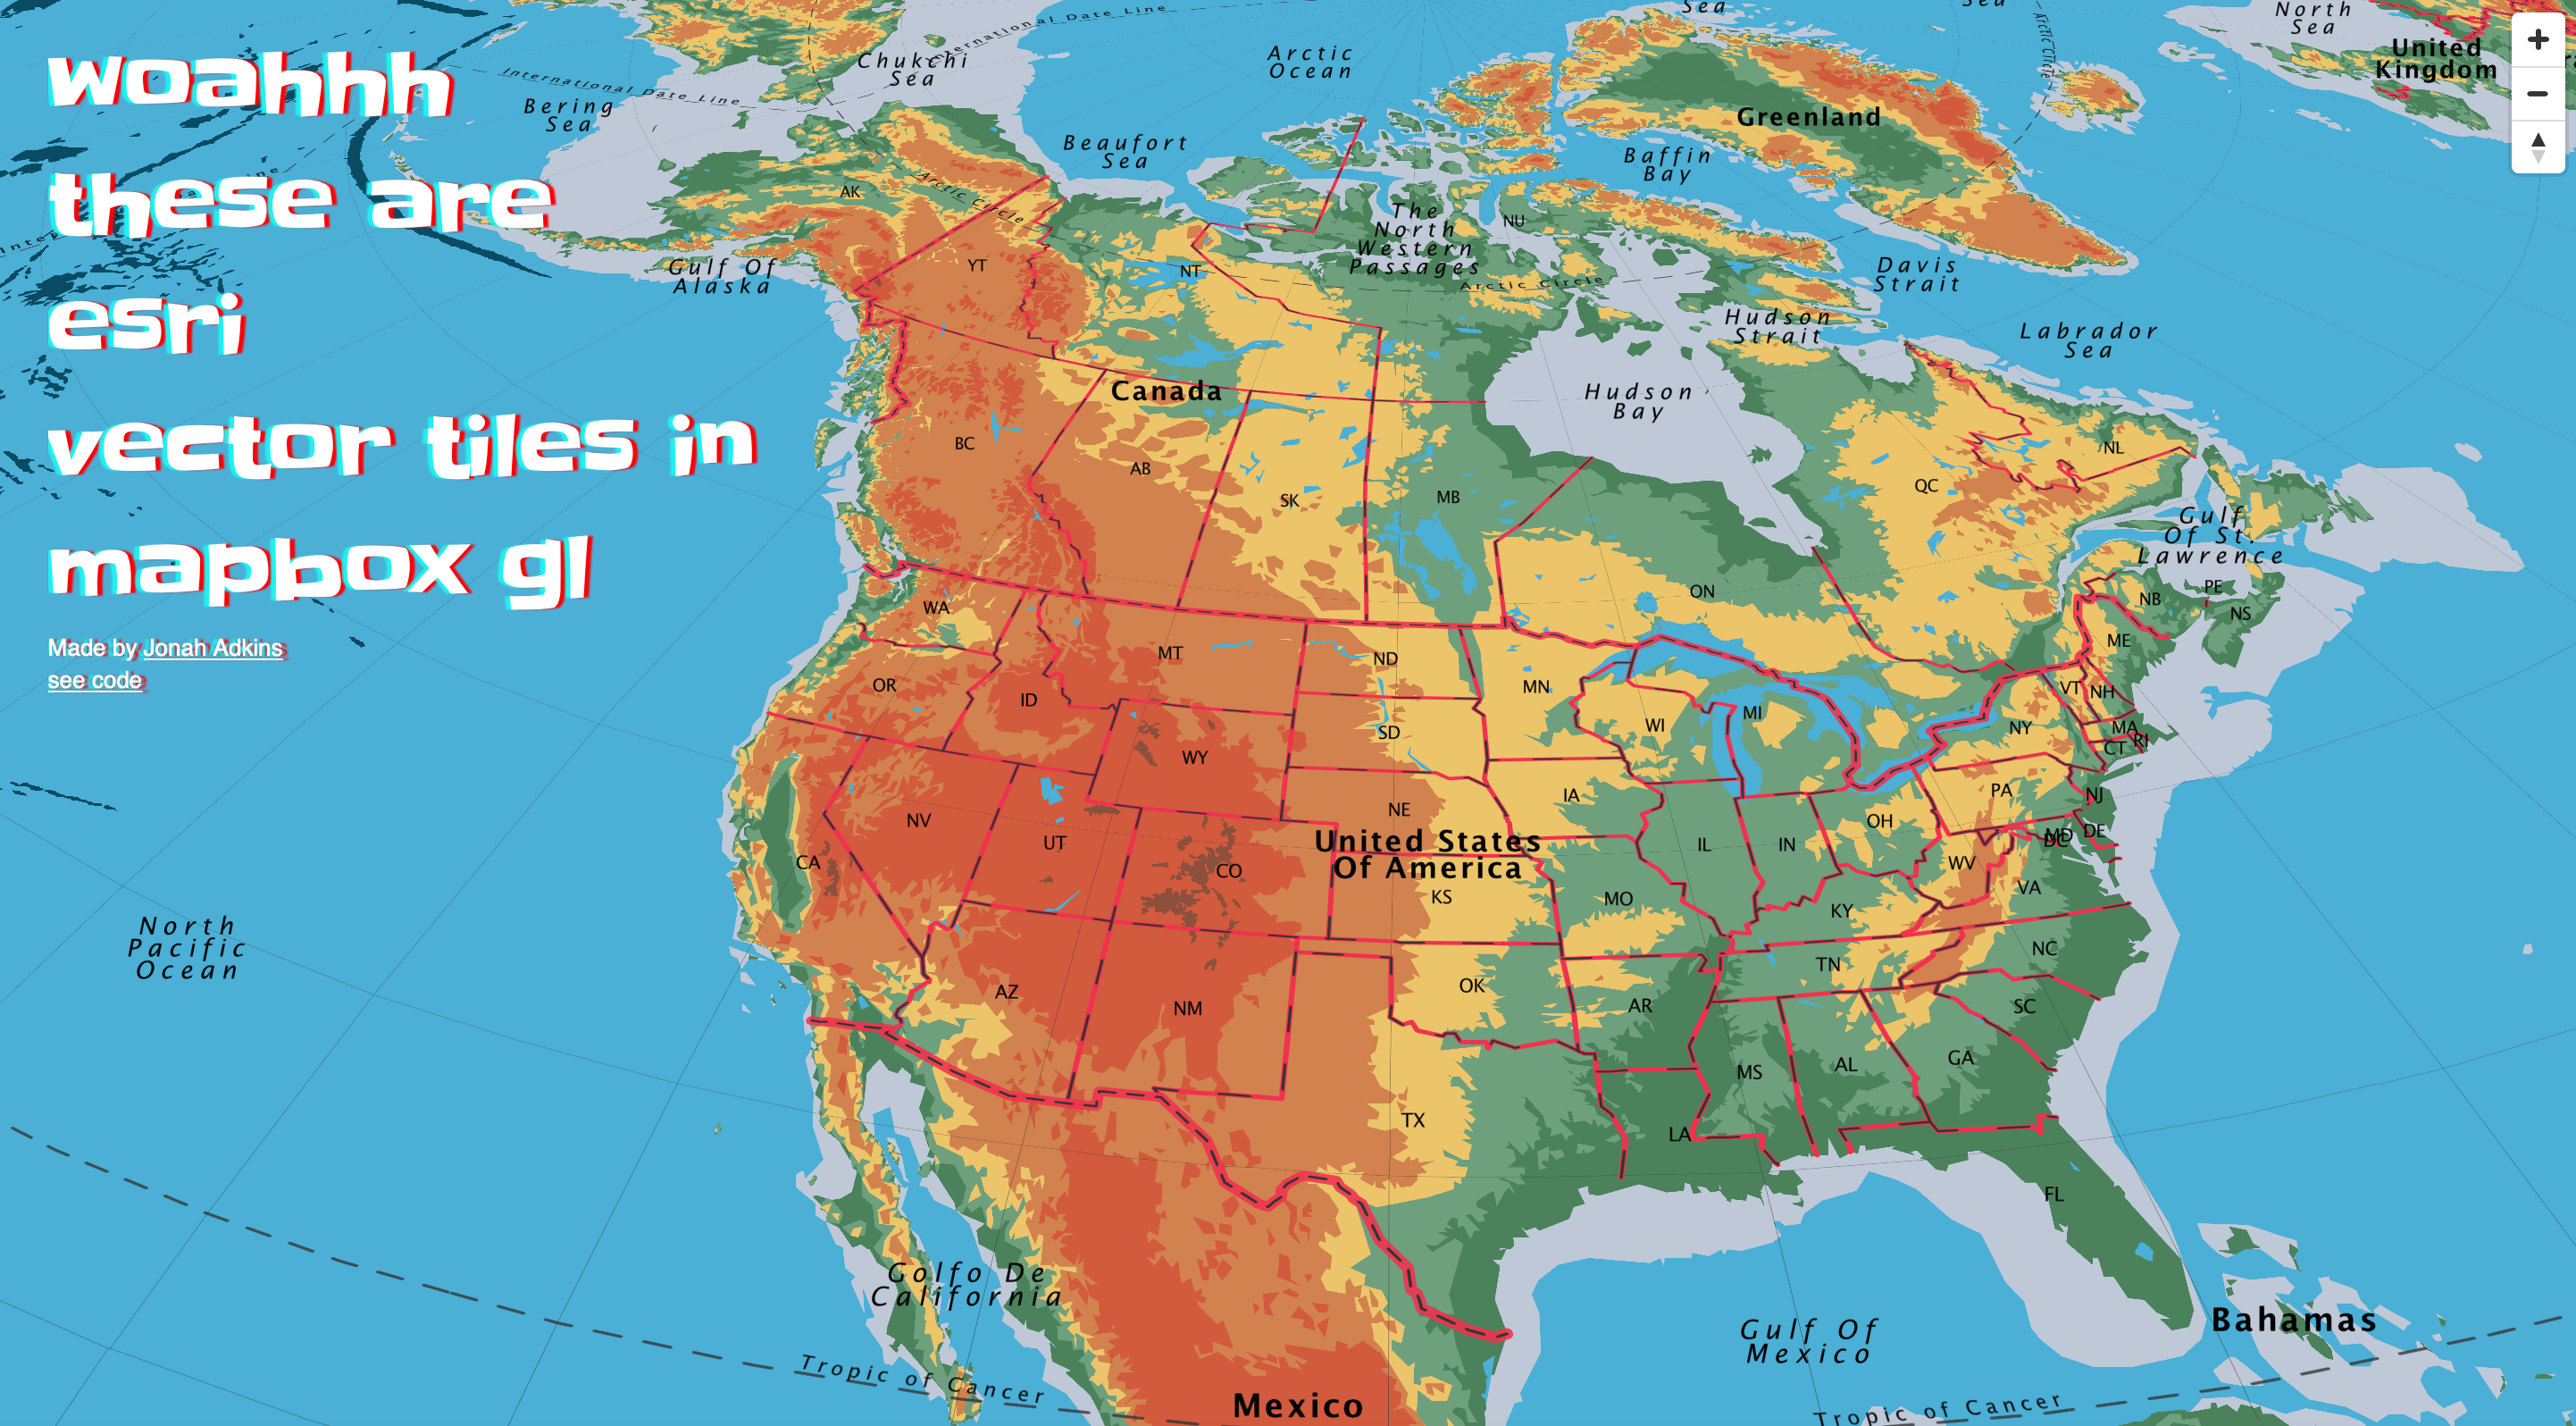 woahhh
these are
esri
vector tiles in
mapbox gl
Made by Jonah Adkins
see code
International Date Line
International Date Line
Chukchi
Sea
Bering
Sea
Arctic
Ocean
Sea
Sea
Arctic Circle
North
Sea
United
Kingdom
Greenland
Beaufort
Sea
Baffin
Bay
AK
Arctic Circle
The
North
Western
Passages
NU
Gulf Of
Alaska
YT
NT
Arctic Circle
Davis
Strait
Hudson
Strait
Labrador
Sea
Canada
Hudson
Bay
BC
AB
SK
MB
QC
NL
Gulf
Of St.
Lawrence
ON
PE
NB
NS
ME
WA
MT
ND
MN
OR
ID
SD
WI
MI
VT
NH
NY
MA
CT
RI
WY
NE
IA
PA
NJ
NV
UT
CO
United States
Of America
IL
IN
OH
MD
DC
DE
CA
KS
MO
KY
WV
VA
North
Pacific
Ocean
AZ
NM
OK
AR
TN
NC
SC
TX
LA
MS
AL
GA
FL
Golfo De
California
Gulf Of
Mexico
Bahamas
Tropic of Cancer
Mexico
Tropic of Cancer